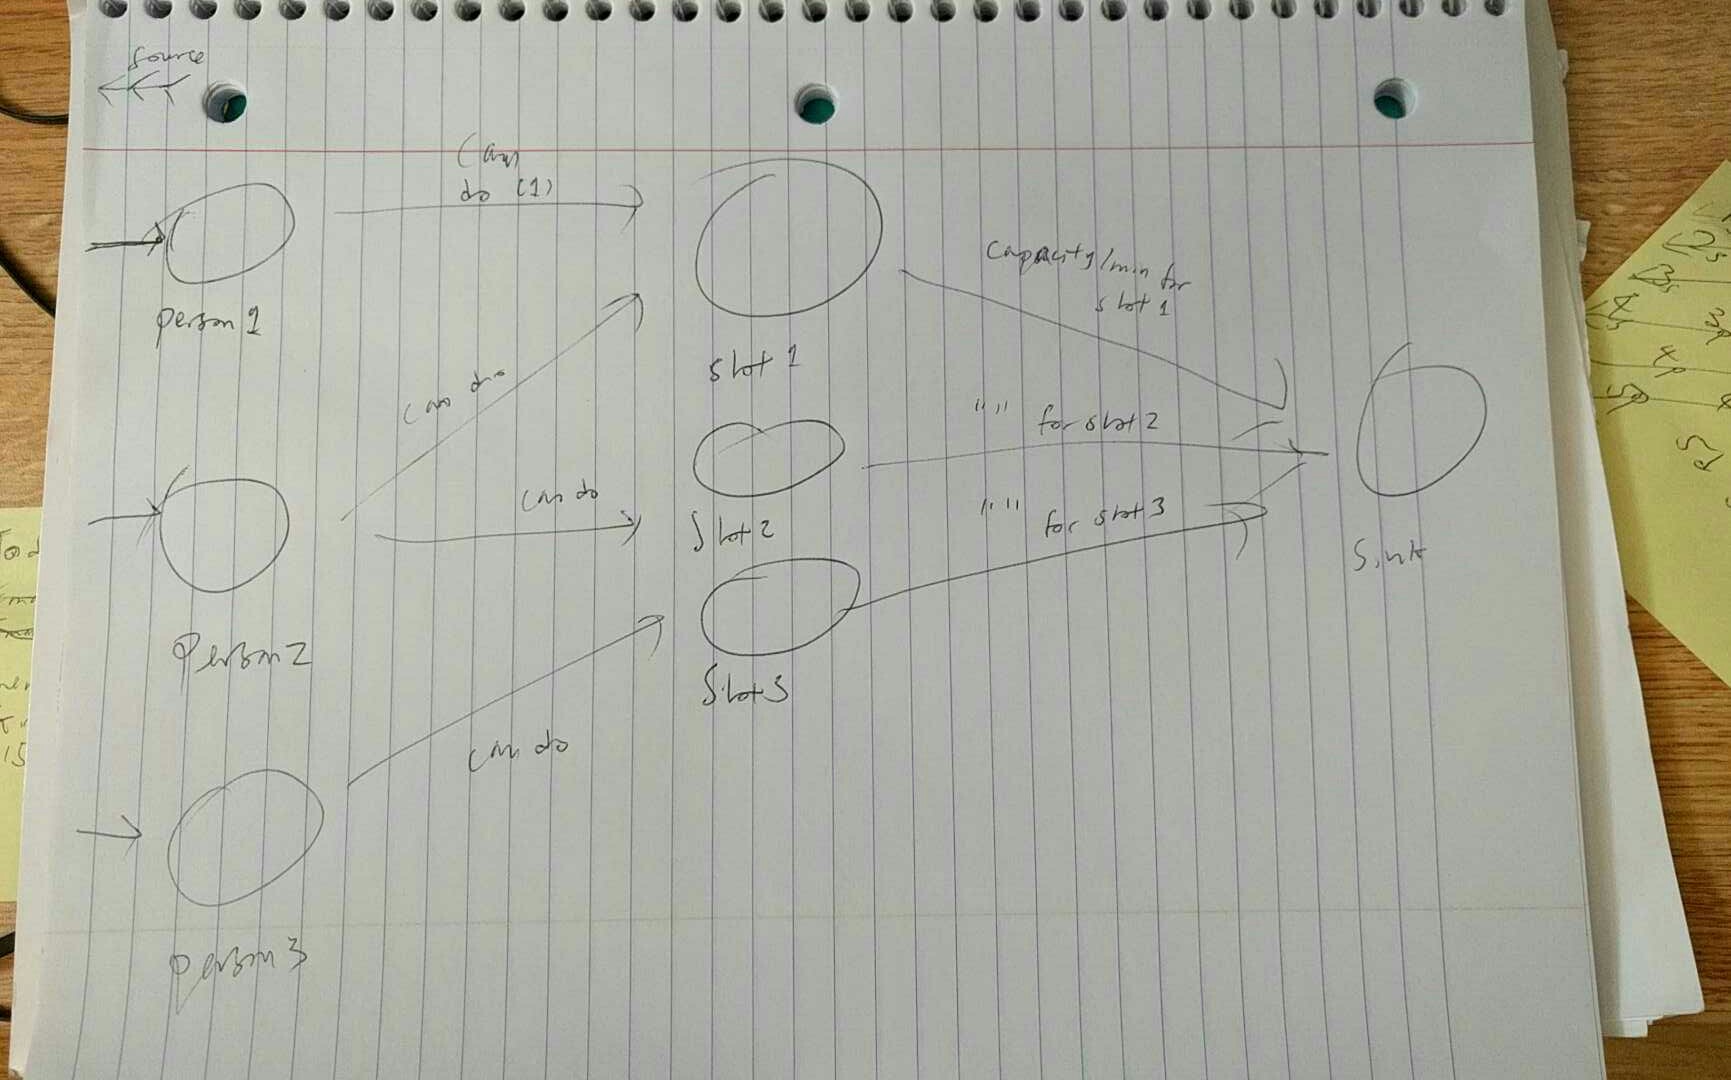 source
Can
do (1)
person 1
Capacity/min for
slot 1
slot 1
can do
"" for slot 2
can do
slot 2
"" for slot 3
Sink
person 2
slot 3
can do
person 3
15